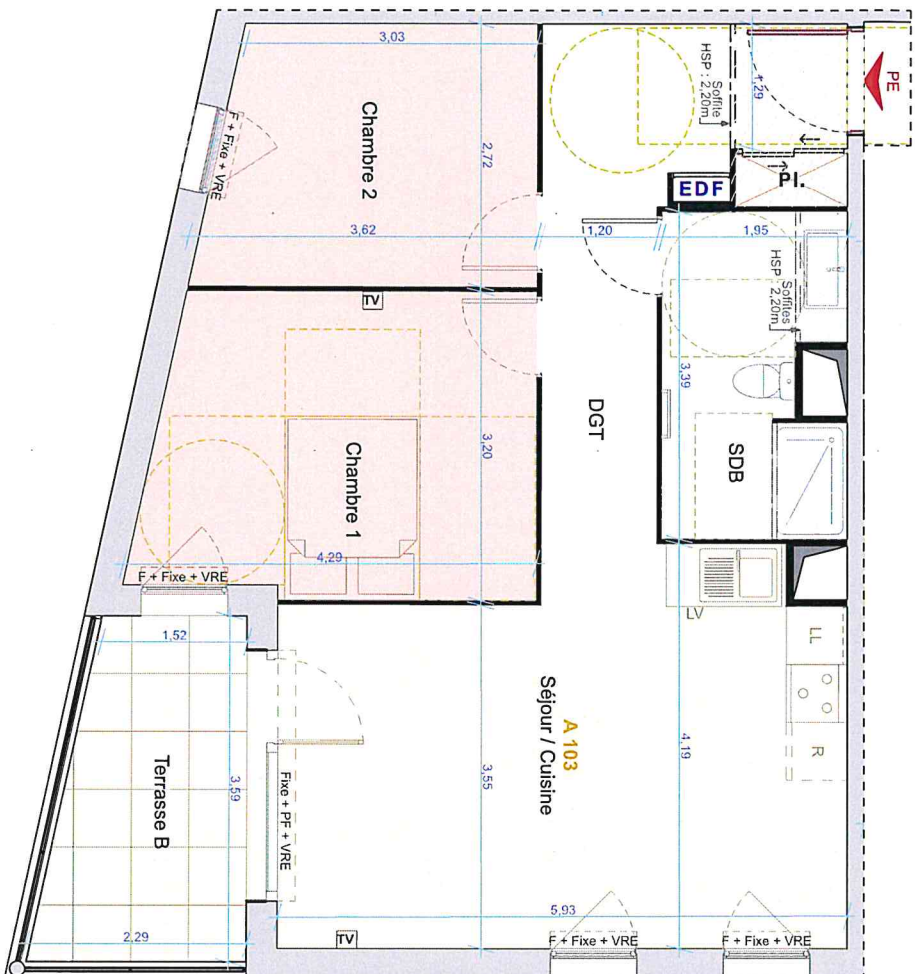 PE
3,03
1,29
Soffite
HSP : 2,20m
Chambre 2
2,72
F + Fixe + VRE
Pl.
EDF
3,62
1,20
1,95
Soffites
HSP : 2,20m
TV
3,39
DGT
SDB
Chambre 1
3,20
4,29
F + Fixe + VRE
LV
LL
1,52
R
A 103
Séjour / Cuisine
4,19
3,55
3,59
Terrasse B
Fixe + PF + VRE
5,93
2,29
TV
F + Fixe + VRE
F + Fixe + VRE